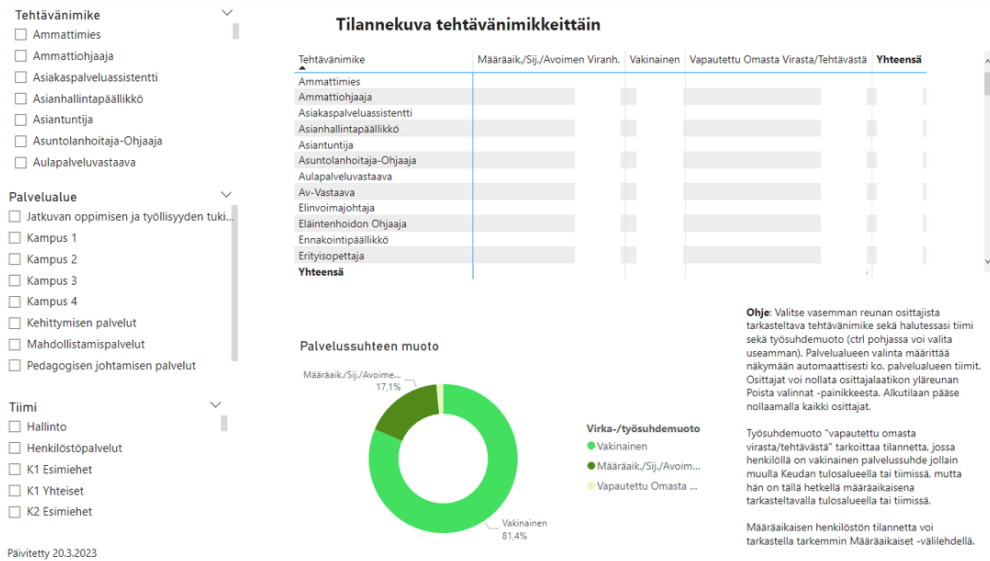 Tehtävänimike
Ammattimies
Ammattiohjaaja
Asiakaspalveluassistentti
Asianhallintapäällikkö
Asiantuntija
Asuntolanhoitaja-Ohjaaja
Aulapalveluvastaava
Palvelualue
Jatkuvan oppimisen ja työllisyyden tuki...
Kampus 1
Kampus 2
Kampus 3
Kampus 4
Kehittymisen palvelut
Mahdollistamispalvelut
Pedagogisen johtamisen palvelut
Tiimi
Hallinto
Henkilöstöpalvelut
K1 Esimiehet
K1 Yhteiset
K2 Esimiehet
Päivitetty 20.3.2023
Tilannekuva tehtävänimikkeittäin
Tehtävänimike Määräaik./Sij./Avoimen Viranh. Vakinainen Vapautettu Omasta Virasta/Tehtävästä Yhteensä
Ammattimies
Ammattiohjaaja
Asiakaspalveluassistentti
Asianhallintapäällikkö
Asiantuntija
Asuntolanhoitaja-Ohjaaja
Aulapalveluvastaava
Av-Vastaava
Elinvoimajohtaja
Eläintenhoidon Ohjaaja
Ennakointipäällikkö
Erityisopettaja
Yhteensä
Palvelussuhteen muoto
Määräaik./Sij./Avoime...
17,1%
Vakinainen
81,4%
Virka-/työsuhdemuoto
Vakinainen
Määräaik./Sij./Avoim...
Vapautettu Omasta ...
Ohje: Valitse vasemman reunan osittajista
tarkasteltava tehtävänimike sekä halutessasi tiimi
sekä työsuhdemuoto (ctrl pohjassa voi valita
useamman). Palvelualueen valinta määrittää
näkymään automaattisesti ko. palvelualueen tiimit.
Osittajat voi nollata osittajalaatikon yläreunan
Poista valinnat -painikkeesta. Alkutilaan pääse
nollaamalla kaikki osittajat.
Työsuhdemuoto "vapautettu omasta
virasta/tehtävästä" tarkoittaa tilannetta, jossa
henkilöllä on vakinainen palvelussuhde jollain
muulla Keudan tulosalueella tai tiimissä, mutta
hän on tällä hetkellä määräaikaisena
tarkasteltavalla tulosalueella tai tiimissä.
Määräaikaisen henkilöstön tilannetta voi
tarkastella tarkemmin Määräaikaiset -välilehdellä.